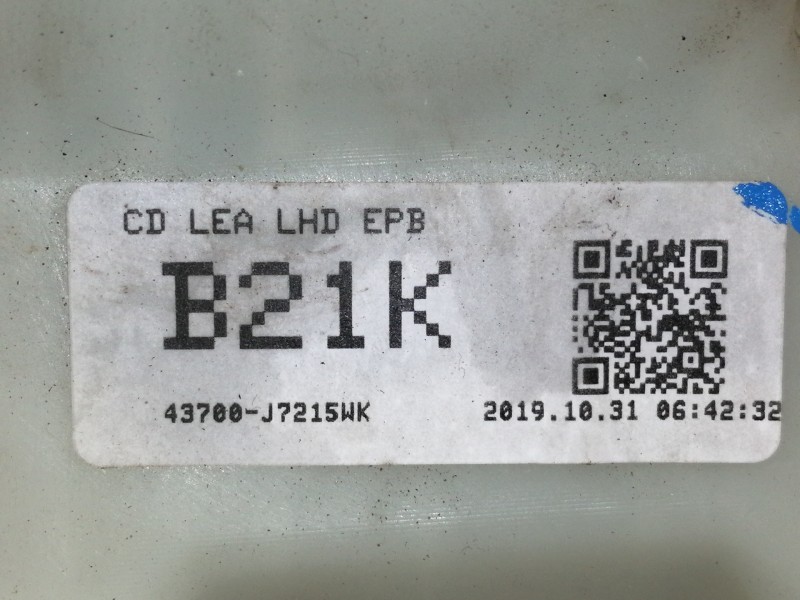 CD LEA LHD EPB
B21K
43700-J7215WK 2019.10.31 06:42:32